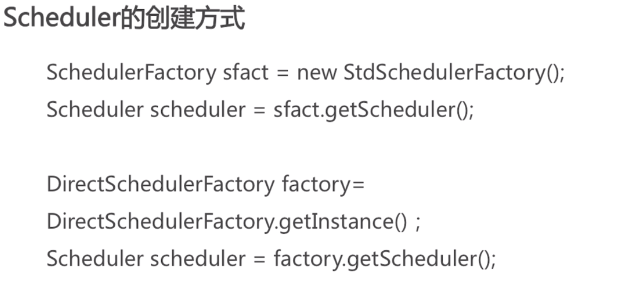 Scheduler的创建方式
SchedulerFactory sfact = new StdSchedulerFactory();
Scheduler scheduler = sfact.getScheduler();
DirectSchedulerFactory factory=
DirectSchedulerFactory.getInstance() ;
Scheduler scheduler = factory.getScheduler();